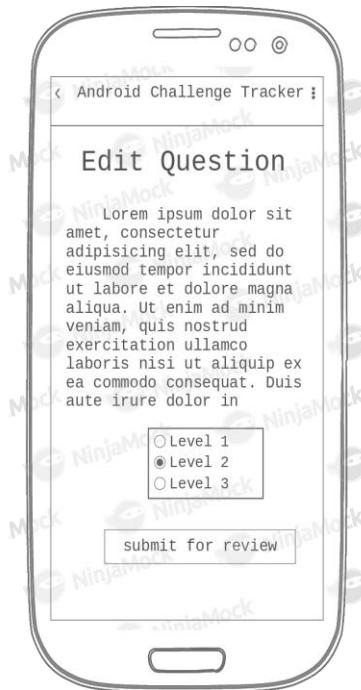 < Android Challenge Tracker
Edit Question
Lorem ipsum dolor sit
amet, consectetur
adipisicing elit, sed do
eiusmod tempor incididunt
ut labore et dolore magna
aliqua. Ut enim ad minim
veniam, quis nostrud
exercitation ullamco
laboris nisi ut aliquip ex
ea commodo consequat. Duis
aute irure dolor in
Level 1
Level 2
Level 3
submit for review
NinjaMock